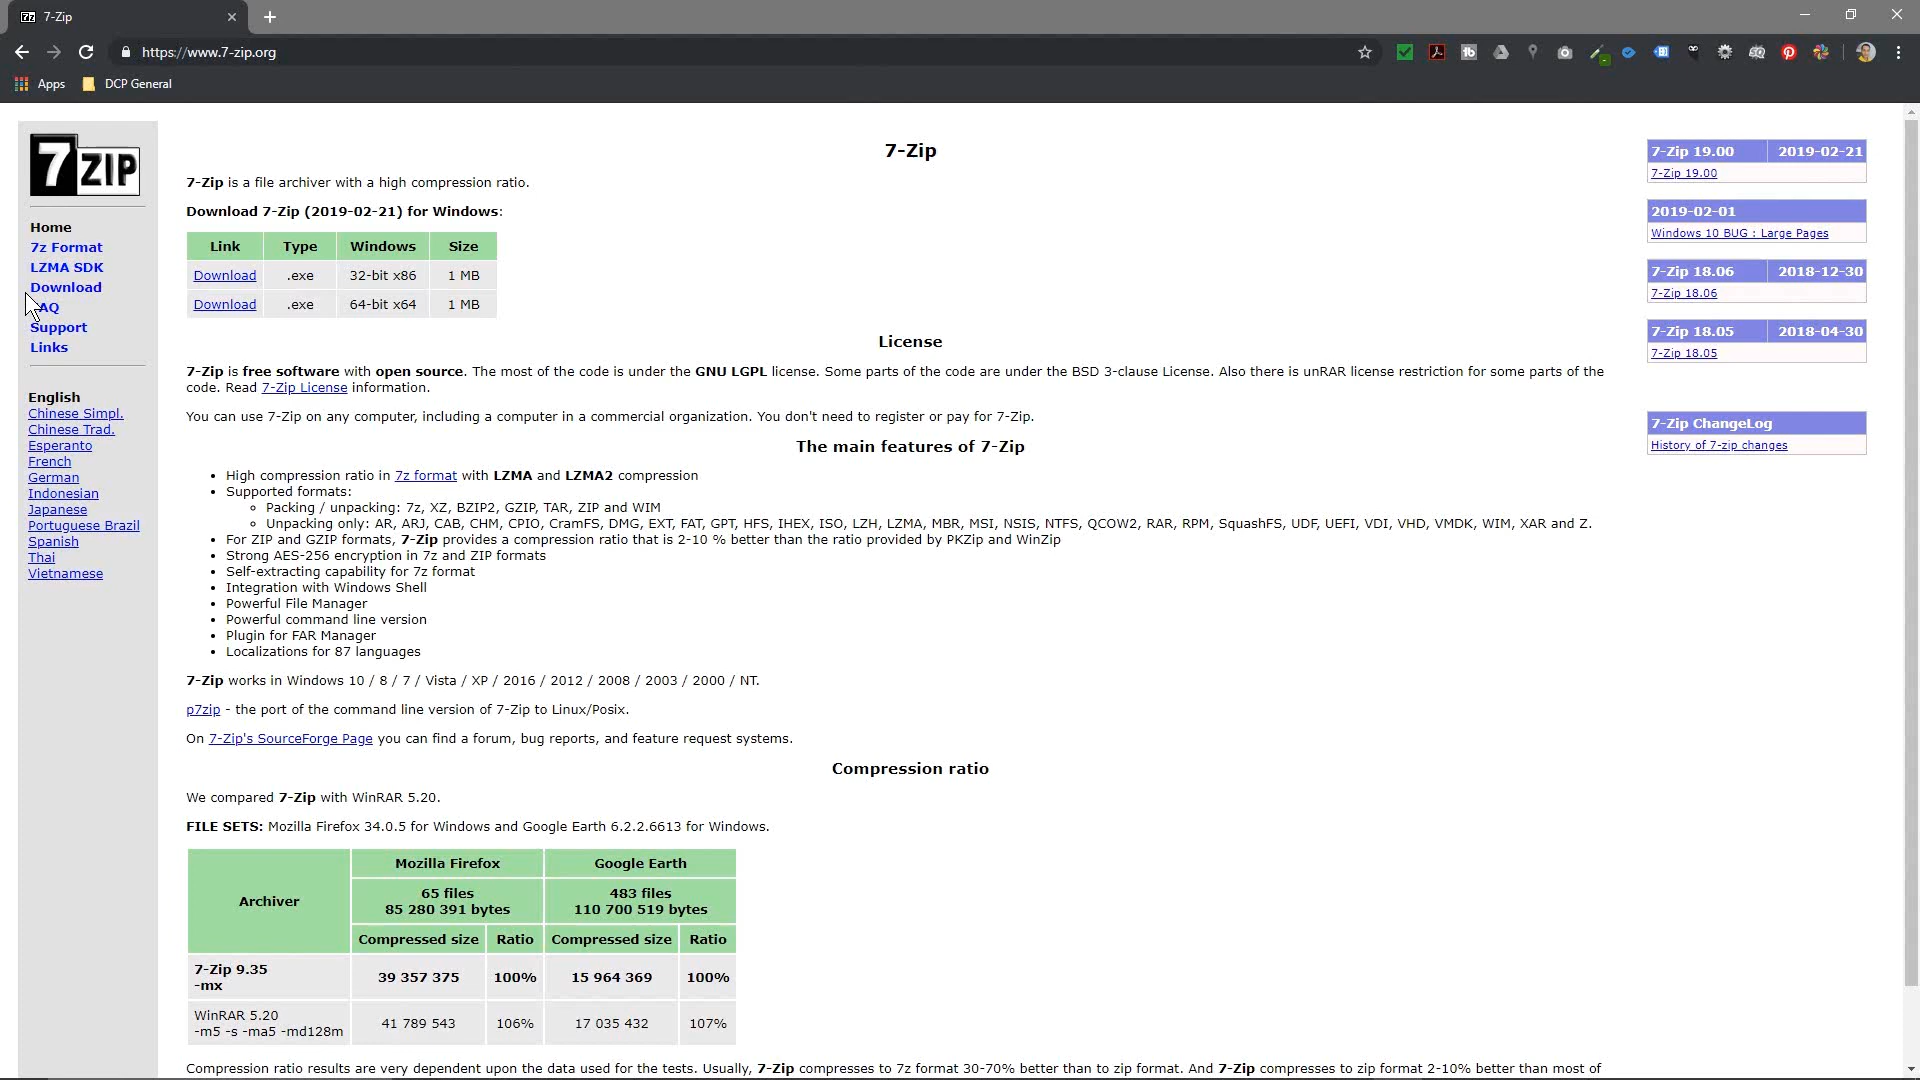 7-Zip
https://www.7-zip.org
Apps
DCP General
7ZIP
Home
7z Format
LZMA SDK
Download
AQ
Support
Links
English
Chinese Simpl.
Chinese Trad.
Esperanto
French
German
Indonesian
Japanese
Portuguese Brazil
Spanish
Thai
Vietnamese
7-Zip
7-Zip is a file archiver with a high compression ratio.
Download 7-Zip (2019-02-21) for Windows:
Link Type Windows Size
Download .exe 32-bit x86 1 MB
Download .exe 64-bit x64 1 MB
License
7-Zip is free software with open source. The most of the code is under the GNU LGPL license. Some parts of the code are under the BSD 3-clause License. Also there is unRAR license restriction for some parts of the
code. Read 7-Zip License information.
You can use 7-Zip on any computer, including a computer in a commercial organization. You don't need to register or pay for 7-Zip.
The main features of 7-Zip
High compression ratio in 7z format with LZMA and LZMA2 compression
Supported formats:
Packing / unpacking: 7z, XZ, BZIP2, GZIP, TAR, ZIP and WIM
Unpacking only: AR, ARJ, CAB, CHM, CPIO, CramFS, DMG, EXT, FAT, GPT, HFS, IHEX, ISO, LZH, LZMA, MBR, MSI, NSIS, NTFS, QCOW2, RAR, RPM, SquashFS, UDF, UEFI, VDI, VHD, VMDK, WIM, XAR and Z.
For ZIP and GZIP formats, 7-Zip provides a compression ratio that is 2-10 % better than the ratio provided by PKZip and WinZip
Strong AES-256 encryption in 7z and ZIP formats
Self-extracting capability for 7z format
Integration with Windows Shell
Powerful File Manager
Powerful command line version
Plugin for FAR Manager
Localizations for 87 languages
7-Zip works in Windows 10 / 8 / 7 / Vista / XP / 2016 / 2012 / 2008 / 2003 / 2000 / NT.
p7zip - the port of the command line version of 7-Zip to Linux/Posix.
On 7-Zip's SourceForge Page you can find a forum, bug reports, and feature request systems.
Compression ratio
We compared 7-Zip with WinRAR 5.20.
FILE SETS: Mozilla Firefox 34.0.5 for Windows and Google Earth 6.2.2.6613 for Windows.
Archiver
Mozilla Firefox Google Earth
65 files 483 files
85 280 391 bytes 110 700 519 bytes
Compressed size Ratio Compressed size Ratio
7-Zip 9.35
-mx
39 357 375 100% 15 964 369 100%
WinRAR 5.20
-m5 -s -ma5 -md128m
41 789 543 106% 17 035 432 107%
Compression ratio results are very dependent upon the data used for the tests. Usually, 7-Zip compresses to 7z format 30-70% better than to zip format. And 7-Zip compresses to zip format 2-10% better than most of
7-Zip 19.00 2019-02-21
7-Zip 19.00
2019-02-01
Windows 10 BUG : Large Pages
7-Zip 18.06 2018-12-30
7-Zip 18.06
7-Zip 18.05 2018-04-30
7-Zip 18.05
7-Zip ChangeLog
History of 7-zip changes